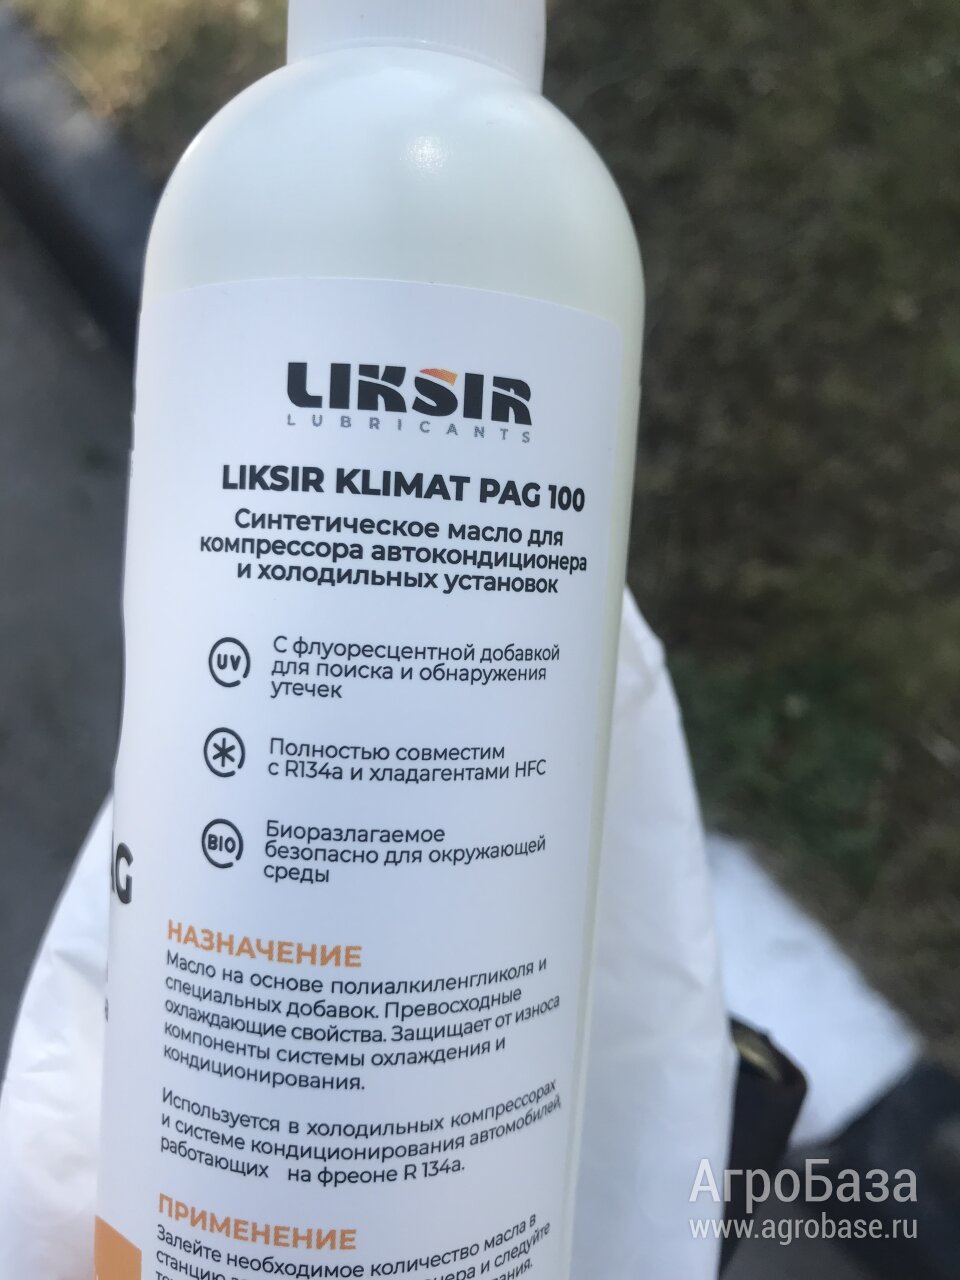 LIKSIR
LUBRICANTS
LIKSIR KLIMAT PAG 100
Синтетическое масло для
компрессора автокондиционера
и холодильных установок
UV
С флуоресцентной добавкой
для поиска и обнаружения
утечек
Полностью совместим
с R134a и хладагентами HFC
BIO
Биоразлагаемое
безопасно для окружающей
среды
НАЗНАЧЕНИЕ
Масло на основе полиалкиленгликоля и
специальных добавок. Превосходные
охлаждающие свойства. Защищает от износа
компоненты системы охлаждения и
кондиционирования.
Используется в холодильных компрессорах
и системе кондиционирования автомобилей,
работающих на фреоне R 134a.
ПРИМЕНЕНИЕ
Залейте необходимое количество масла в
станцию и следуйте
АгроБаза
www.agrobase.ru